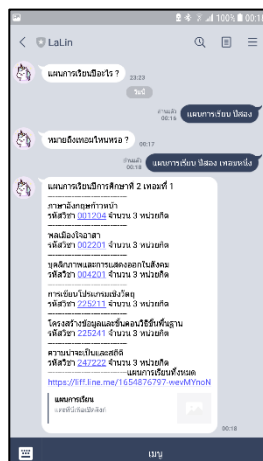 100% 00:18
LaLin
แผนการเรียนปีอะไร ?
23:23
วันนี้
อ่านแล้ว
00:16
แผนการเรียน ปีสอง
หมายถึงเทอมไหนหรอ ?
00:17
อ่านแล้ว
00:18
แผนการเรียน ปีสอง เทอมหนึ่ง
แผนการเรียนปีการศึกษาที่ 2 เทอมที่ 1
--------------------
ภาษาอังกฤษก้าวหน้า
รหัสวิชา 001204 จำนวน 3 หน่วยกิต
--------------------
พลเมืองใจอาสา
รหัสวิชา 002201 จำนวน 3 หน่วยกิต
--------------------
บุคลิกภาพและการแสดงออกในสังคม
รหัสวิชา 004201 จำนวน 3 หน่วยกิต
--------------------
การเขียนโปรแกรมเชิงวัตถุ
รหัสวิชา 225211 จำนวน 3 หน่วยกิต
--------------------
โครงสร้างข้อมูลและขั้นตอนวิธีขั้นพื้นฐาน
รหัสวิชา 225241 จำนวน 3 หน่วยกิต
--------------------
ความน่าจะเป็นและสถิติ
รหัสวิชา 247222 จำนวน 3 หน่วยกิต
--------------------แผนการเรียนทั้งหมด
https://liff.line.me/1654876797-wevMYnoN
แผนการเรียน
00:18
เมนู